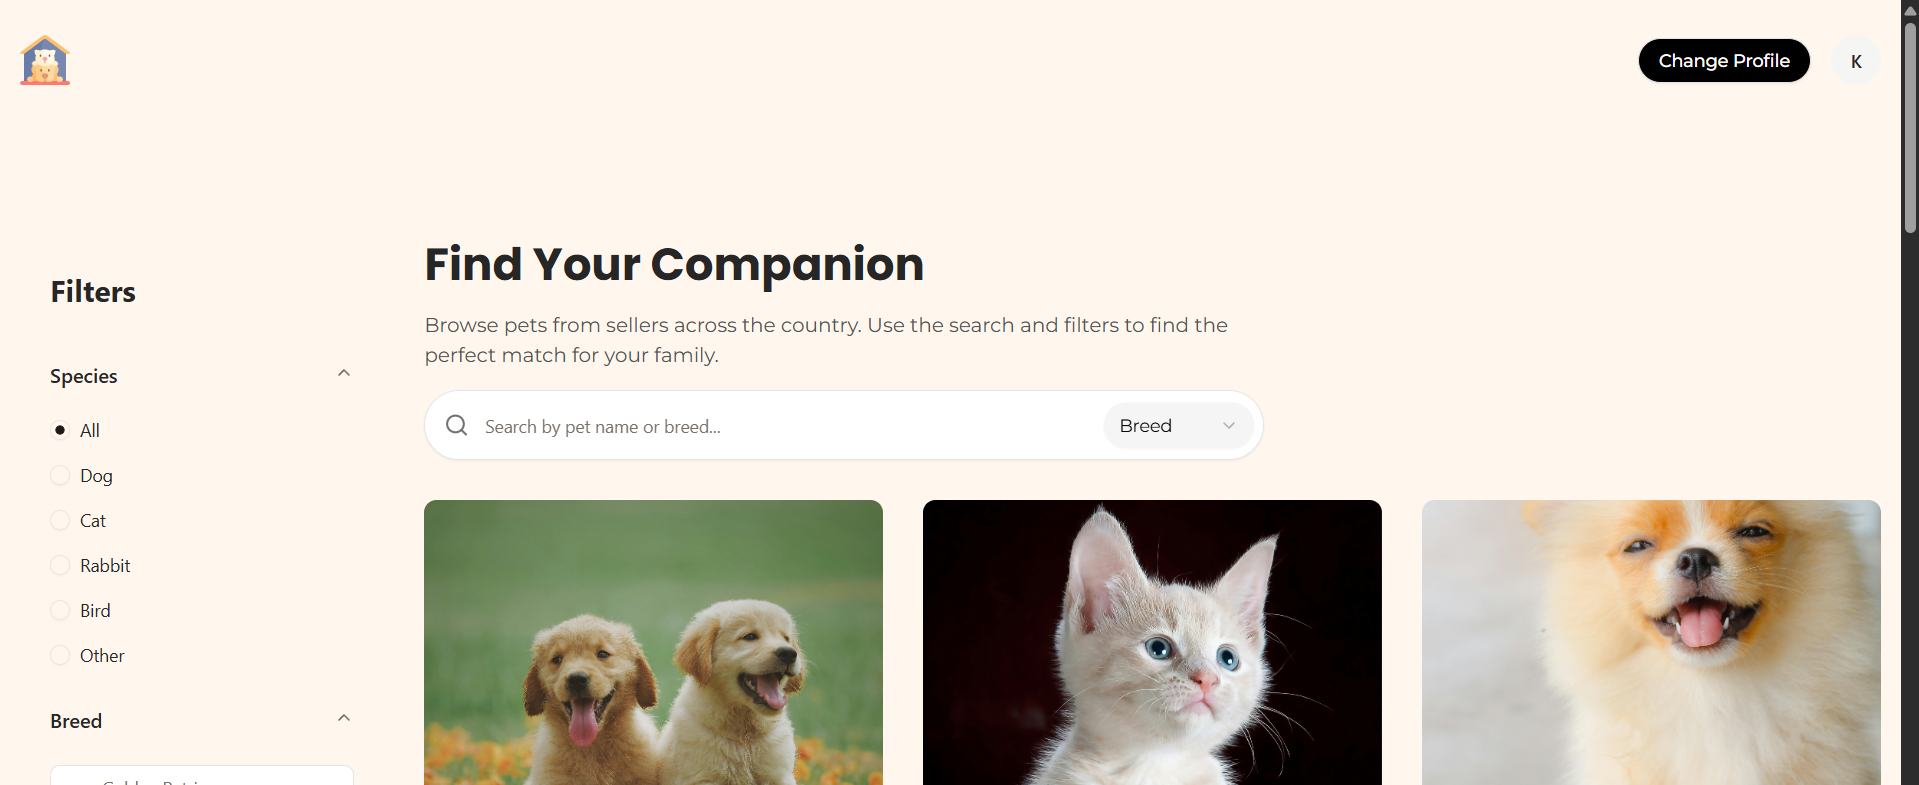 Change Profile
K
Find Your Companion
Browse pets from sellers across the country. Use the search and filters to find the
perfect match for your family.
Search by pet name or breed...
Breed
Filters
Species
All
Dog
Cat
Rabbit
Bird
Other
Breed